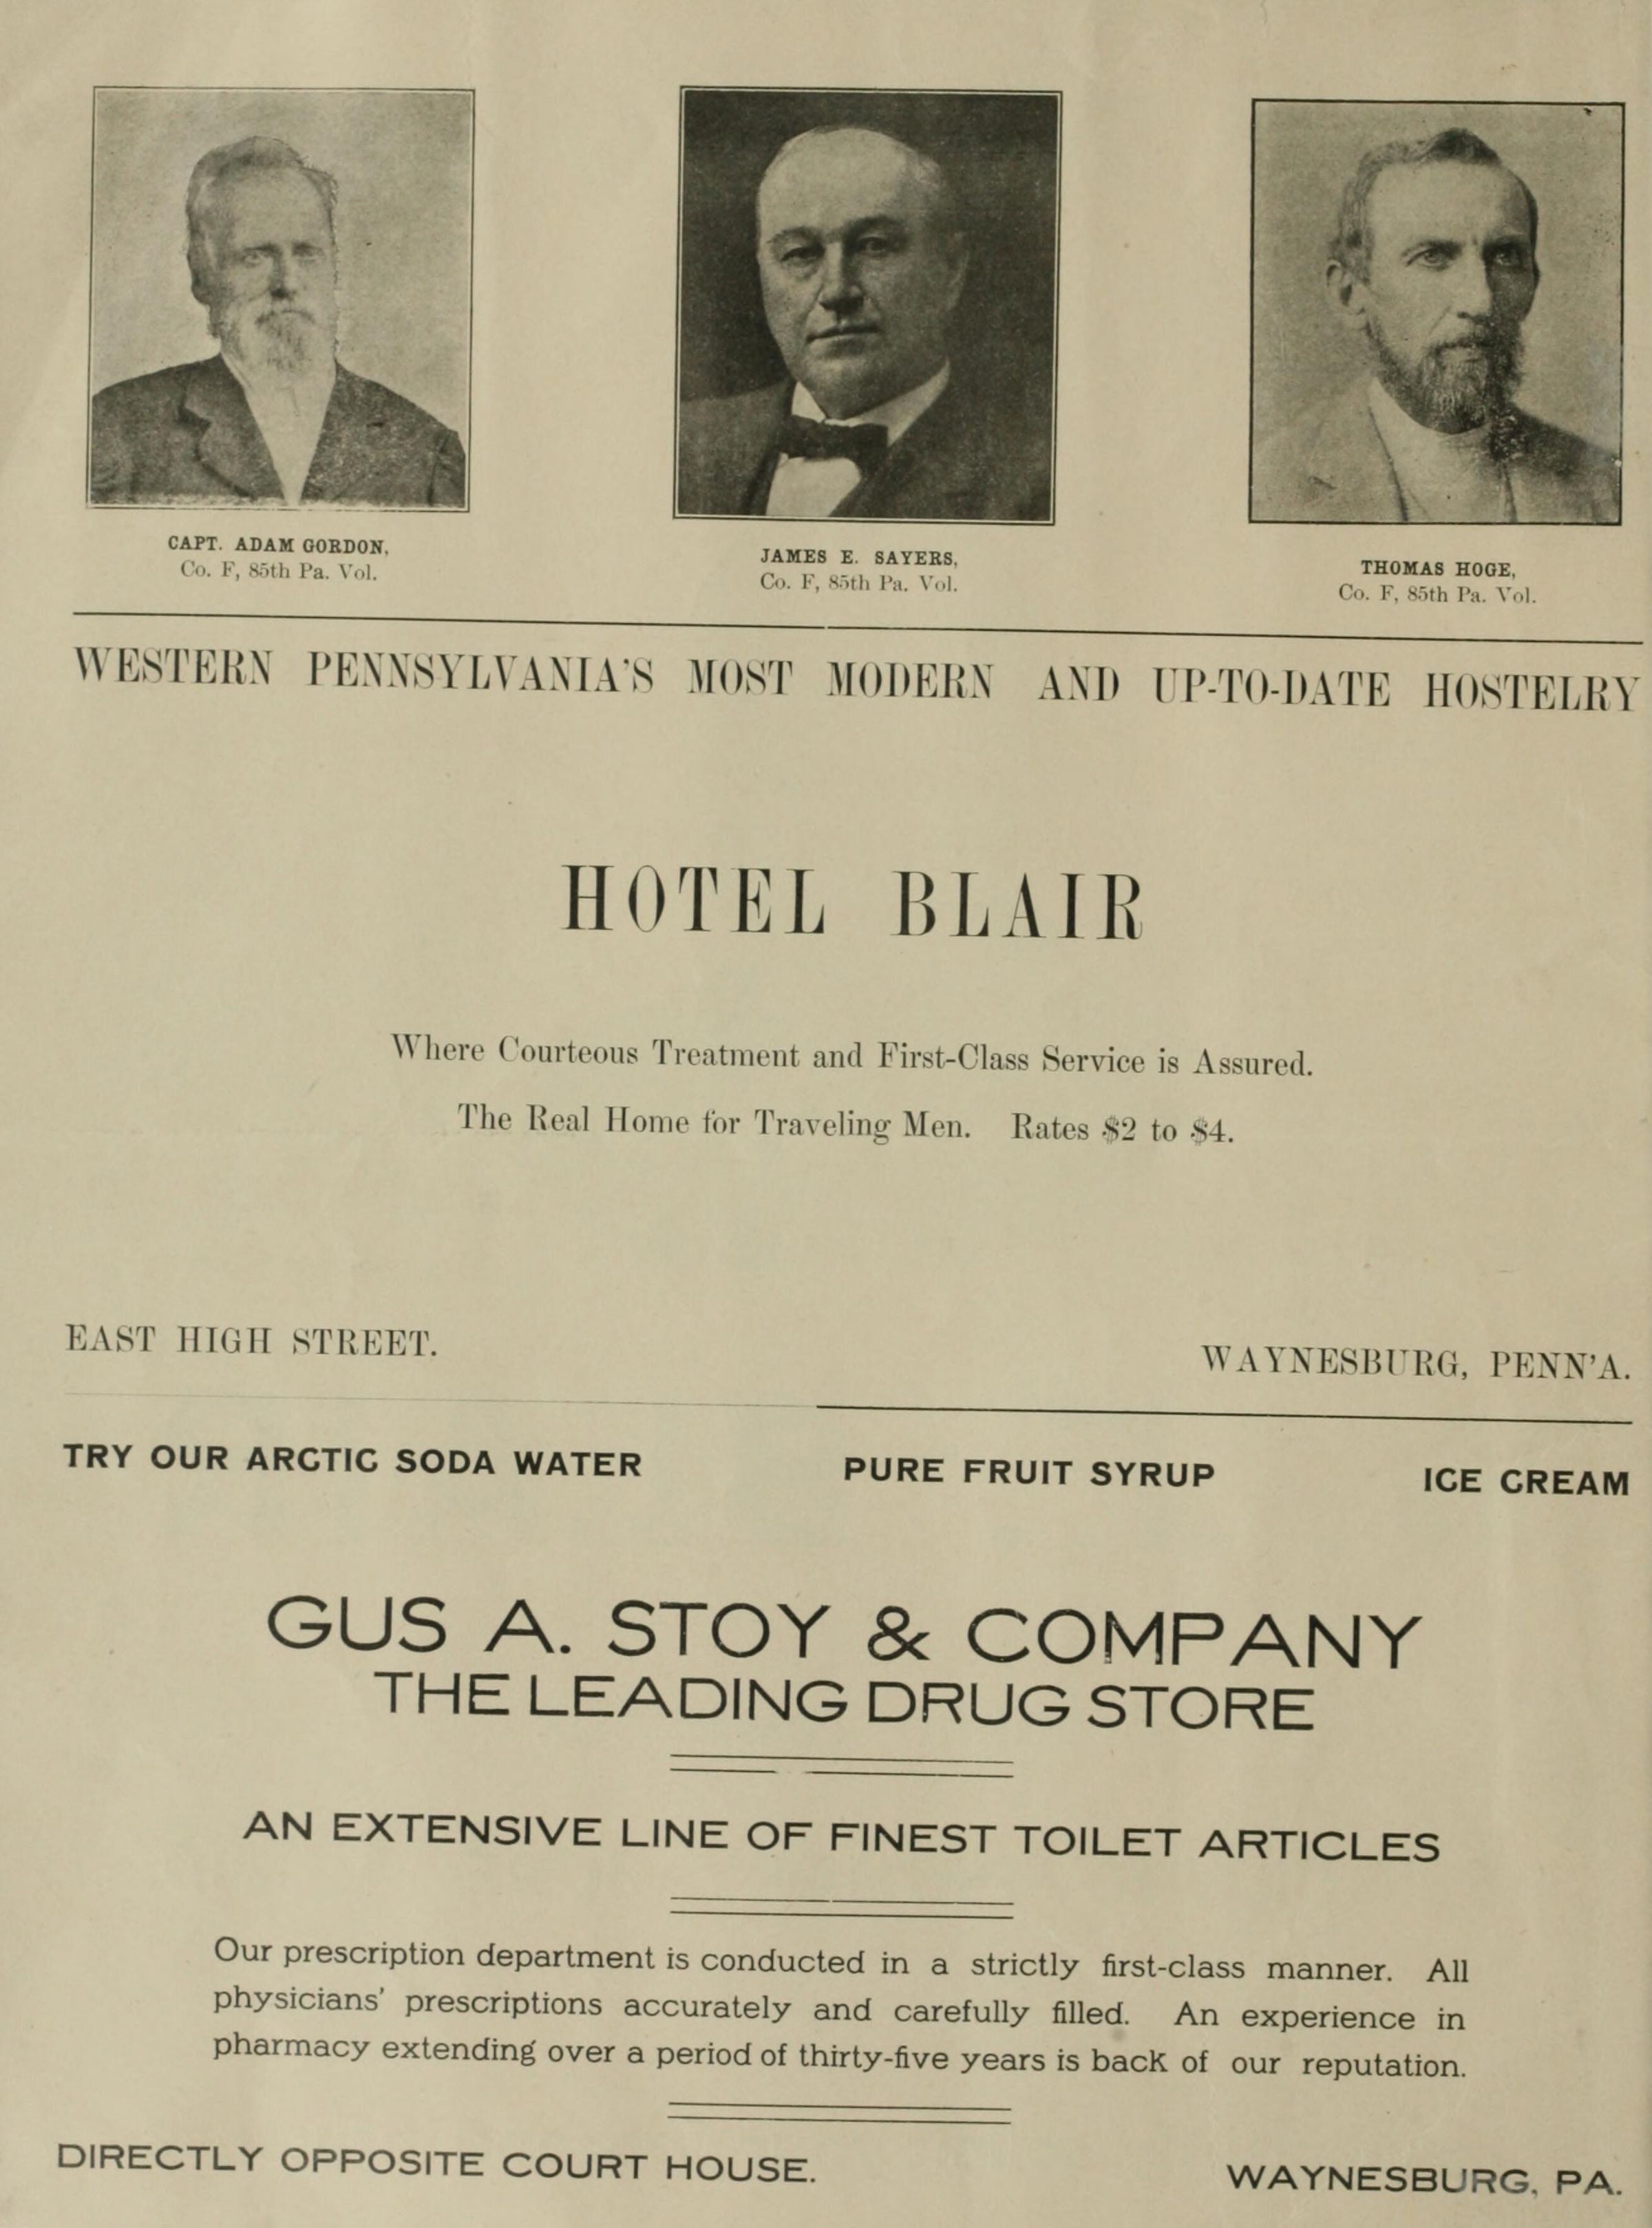 CAPT. ADAM GORDON,
Co. F, 85th Pa. Vol.
JAMES E. SAYERS,
Co. F, 85th Pa. Vol.
THOMAS HOGE,
Co. F, 85th Pa. Vol.
WESTERN PENNSYLVANIA'S MOST MODERN AND UP-TO-DATE HOSTELRY
HOTEL BLAIR
Where Courteous Treatment and First-Class Service is Assured.
The Real Home for Traveling Men. Rates $2 to $4.
EAST HIGH STREET. WAYNESBURG, PENN'A.
TRY OUR ARCTIC SODA WATER PURE FRUIT SYRUP ICE CREAM
GUS A. STOY & COMPANY
THE LEADING DRUG STORE
AN EXTENSIVE LINE OF FINEST TOILET ARTICLES
Our prescription department is conducted in a strictly first-class manner. All
physicians' prescriptions accurately and carefully filled. An experience in
pharmacy extending over a period of thirty-five years is back of our reputation.
DIRECTLY OPPOSITE COURT HOUSE. WAYNESBURG, PA.